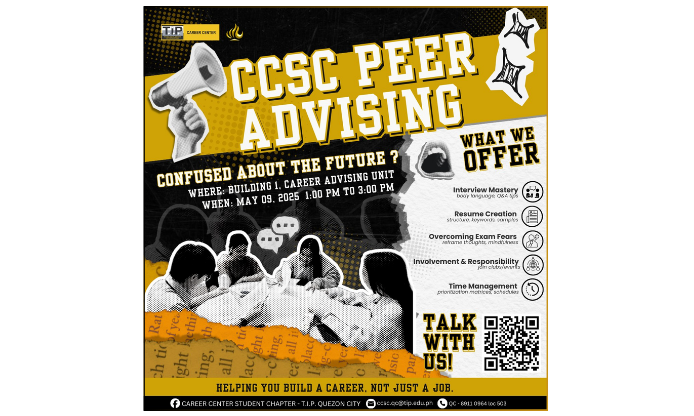 T.I.P. CAREER CENTER
CCSC PEER
ADVISING
CONFUSED ABOUT THE FUTURE ?
WHERE: BUILDING 1, CAREER ADVISING UNIT
WHEN: MAY 09, 2025 1:00 PM TO 3:00 PM
WHAT WE
OFFER
Interview Mastery
body language, Q&A tips
Resume Creation
structure, keywords, samples
Overcoming Exam Fears
reframe thoughts, mindfulness
Involvement & Responsibility
join clubs/events
Time Management
prioritization matrices, schedules
TALK
WITH
US!
HELPING YOU BUILD A CAREER, NOT JUST A JOB.
CAREER CENTER STUDENT CHAPTER - T.I.P. QUEZON CITY ccsc.qc@tip.edu.ph QC - 8911 0964 loc 503